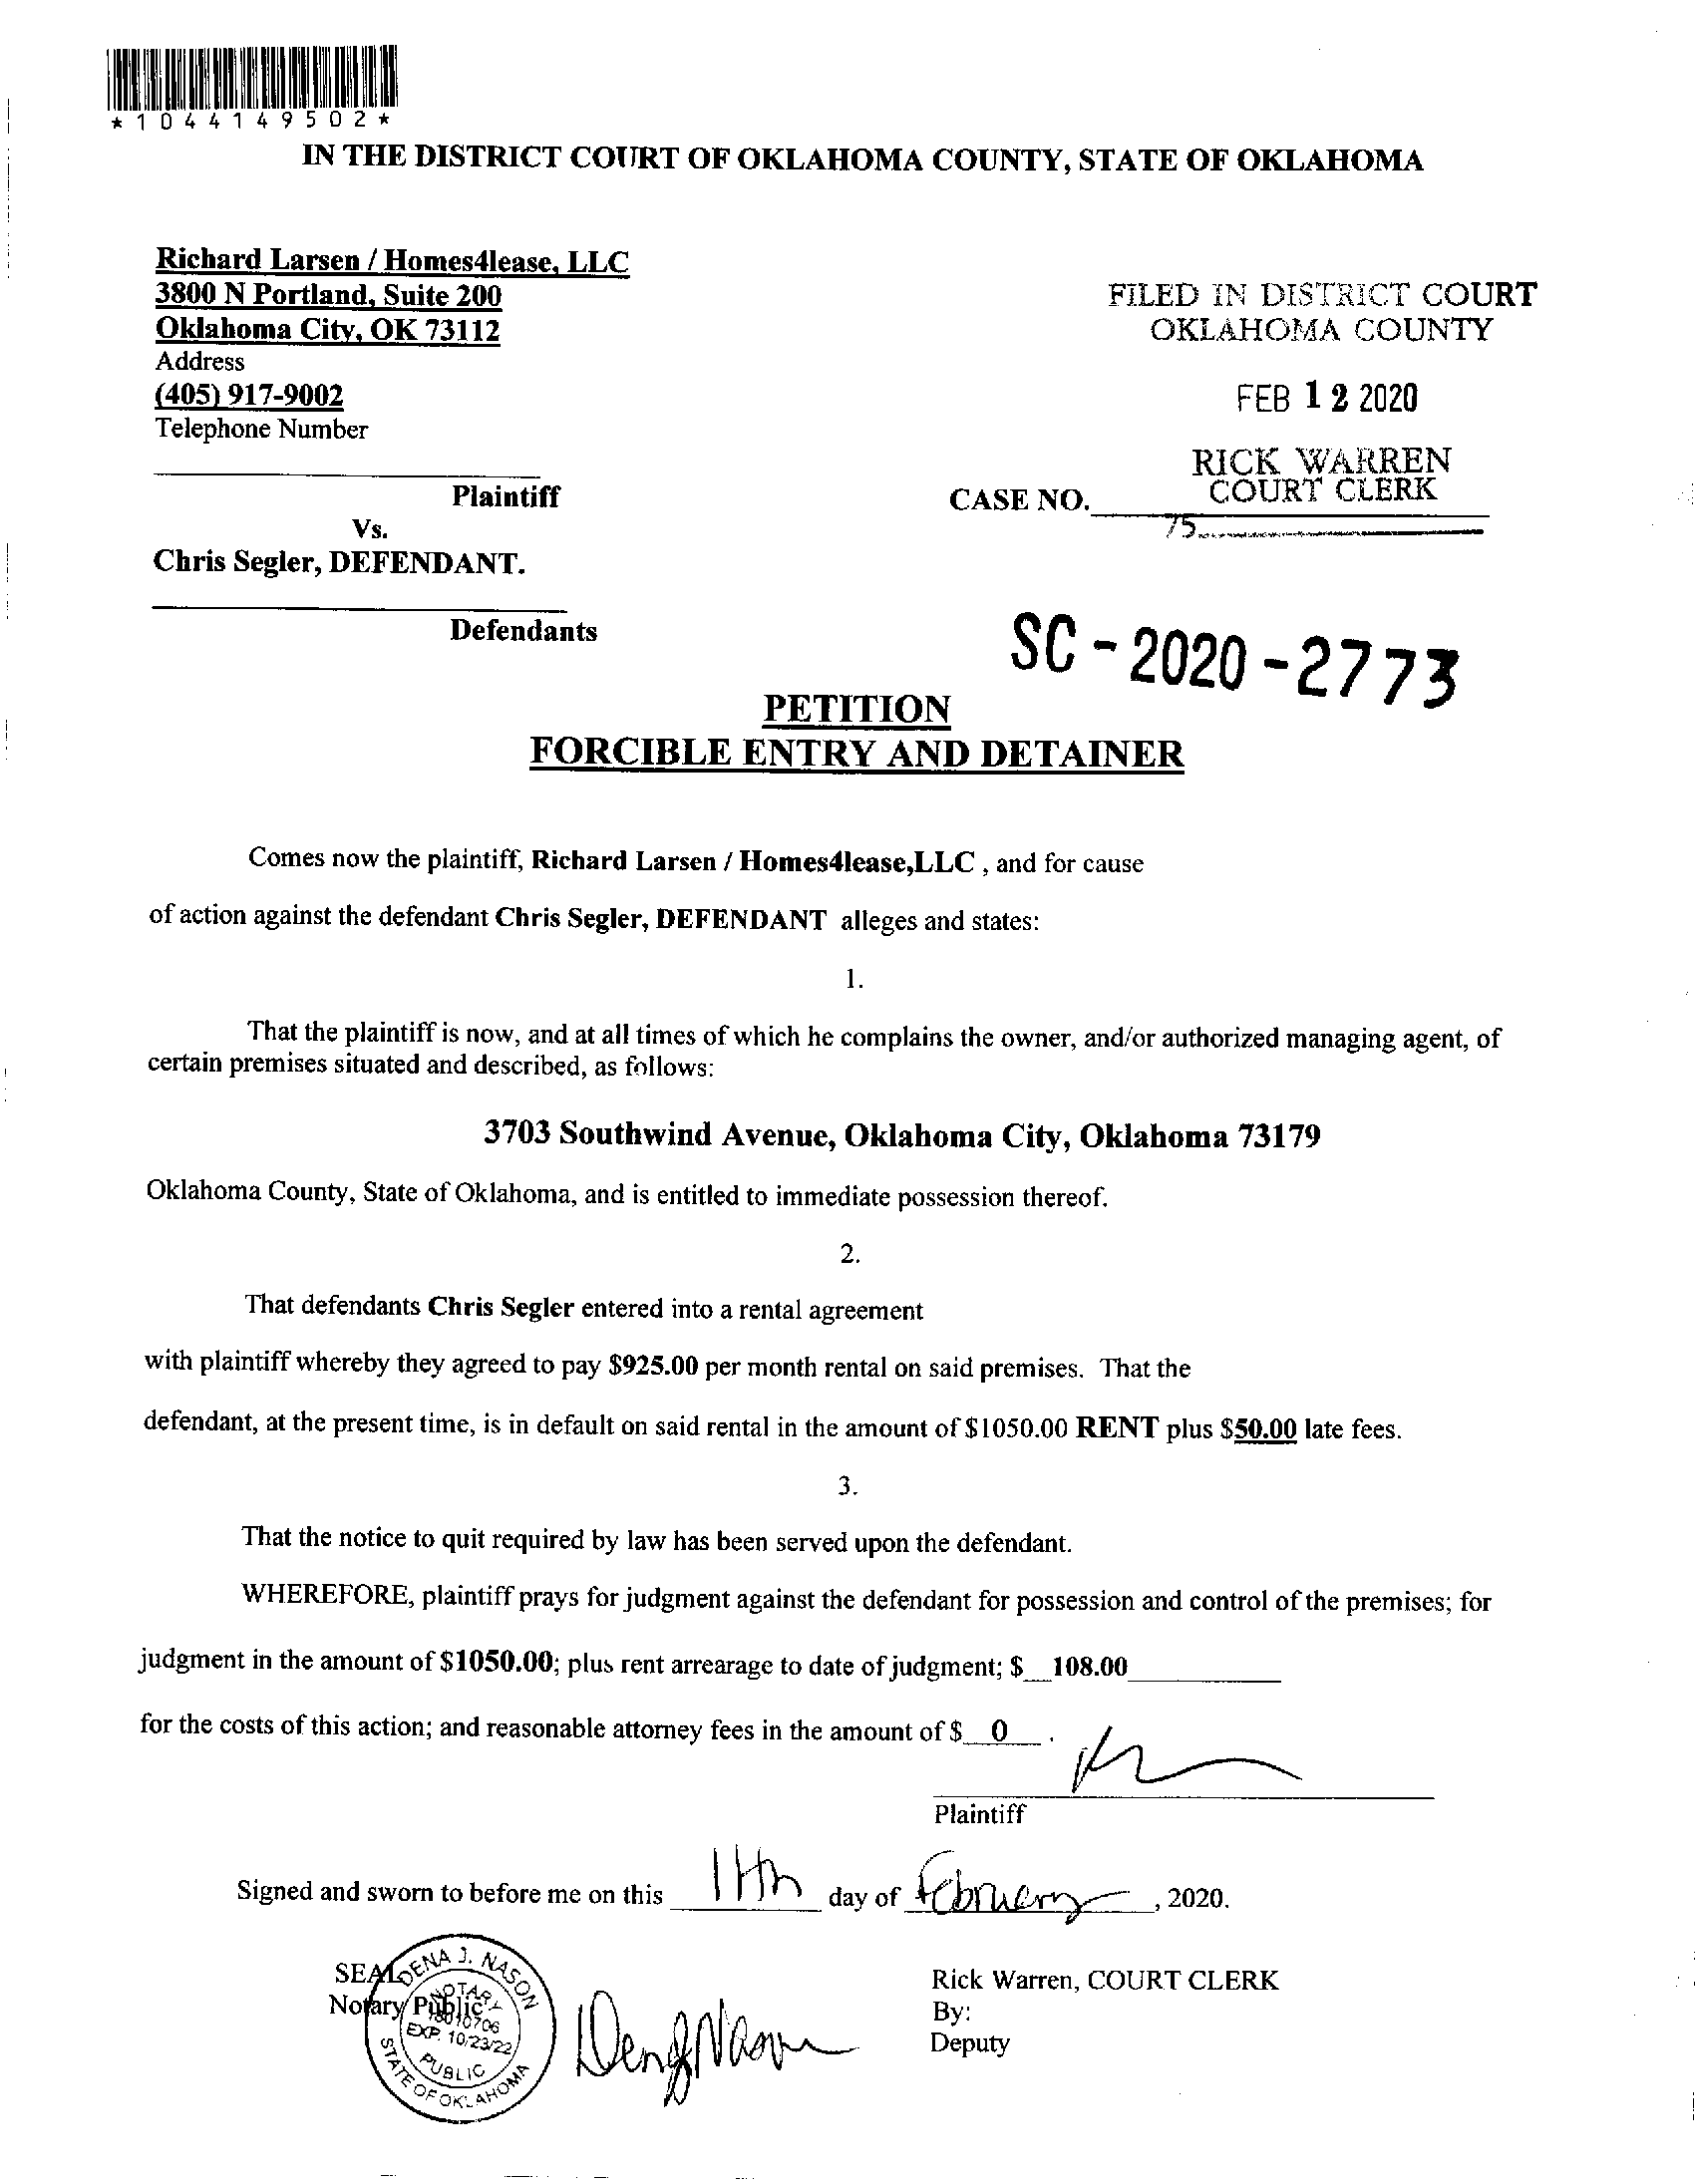 *1044149502*
IN THE DISTRICT COURT OF OKLAHOMA COUNTY, STATE OF OKLAHOMA
Richard Larsen / Homes4lease, LLC
3800 N Portland, Suite 200
Oklahoma City, OK 73112
Address
(405) 917-9002
Telephone Number
FILED IN DISTRICT COURT
OKLAHOMA COUNTY
FEB 12 2020
RICK WARREN
COURT CLERK
Plaintiff
CASE NO.
75
Vs.
Chris Segler, DEFENDANT.
Defendants
SC-2020-2773
PETITION
FORCIBLE ENTRY AND DETAINER
Comes now the plaintiff, Richard Larsen / Homes4lease,LLC , and for cause
of action against the defendant Chris Segler, DEFENDANT alleges and states:
1.
That the plaintiff is now, and at all times of which he complains the owner, and/or authorized managing agent, of
certain premises situated and described, as follows:
3703 Southwind Avenue, Oklahoma City, Oklahoma 73179
Oklahoma County, State of Oklahoma, and is entitled to immediate possession thereof.
2.
That defendants Chris Segler entered into a rental agreement
with plaintiff whereby they agreed to pay $925.00 per month rental on said premises. That the
defendant, at the present time, is in default on said rental in the amount of $1050.00 RENT plus $50.00 late fees.
3.
That the notice to quit required by law has been served upon the defendant.
WHEREFORE, plaintiff prays for judgment against the defendant for possession and control of the premises; for
judgment in the amount of $1050.00; plus rent arrearage to date of judgment; $ 108.00
for the costs of this action; and reasonable attorney fees in the amount of $ 0 .
Plaintiff
Signed and sworn to before me on this 11th day of February, 2020.
SEAL
Notary Public
DENA J. NASON
NOTARY
18010706
EXP. 10/23/22
PUBLIC
STATE OF OKLAHOMA
Dena J Nason
Rick Warren, COURT CLERK
By:
Deputy